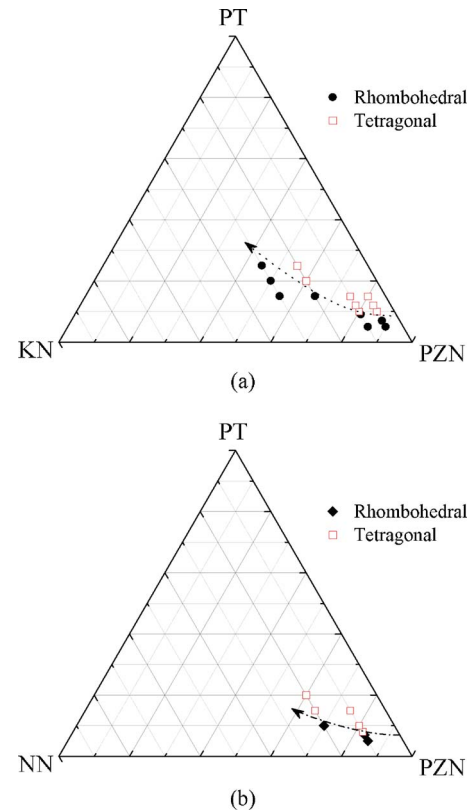 PT
Rhombohedral
Tetragonal
KN
PZN
(a)
PT
Rhombohedral
Tetragonal
NN
PZN
(b)